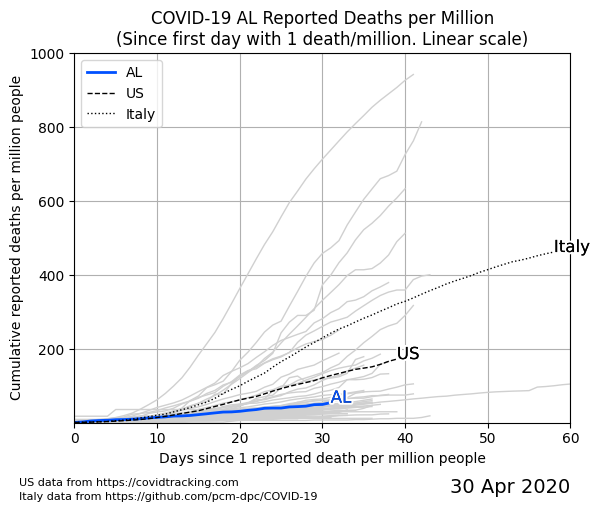 COVID-19 AL Reported Deaths per Million
(Since first day with 1 death/million. Linear scale)
Cumulative reported deaths per million people
1000
800
600
400
200
AL
US
Italy
Italy
US
AL
0 10 20 30 40 50 60
Days since 1 reported death per million people
US data from https://covidtracking.com
Italy data from https://github.com/pcm-dpc/COVID-19
30 Apr 2020